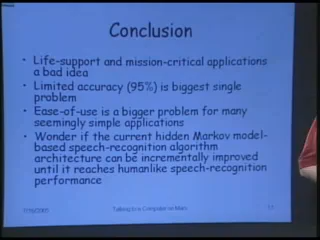 Conclusion
• Life-support and mission-critical applications
a bad idea
• Limited accuracy (95%) is biggest single
problem
• Ease-of-use is a bigger problem for many
seemingly simple applications
• Wonder if the current hidden Markov model-
based speech-recognition algorithm
architecture can be incrementally improved
until it reaches humanlike speech-recognition
performance
Talking to a Computer on Mars